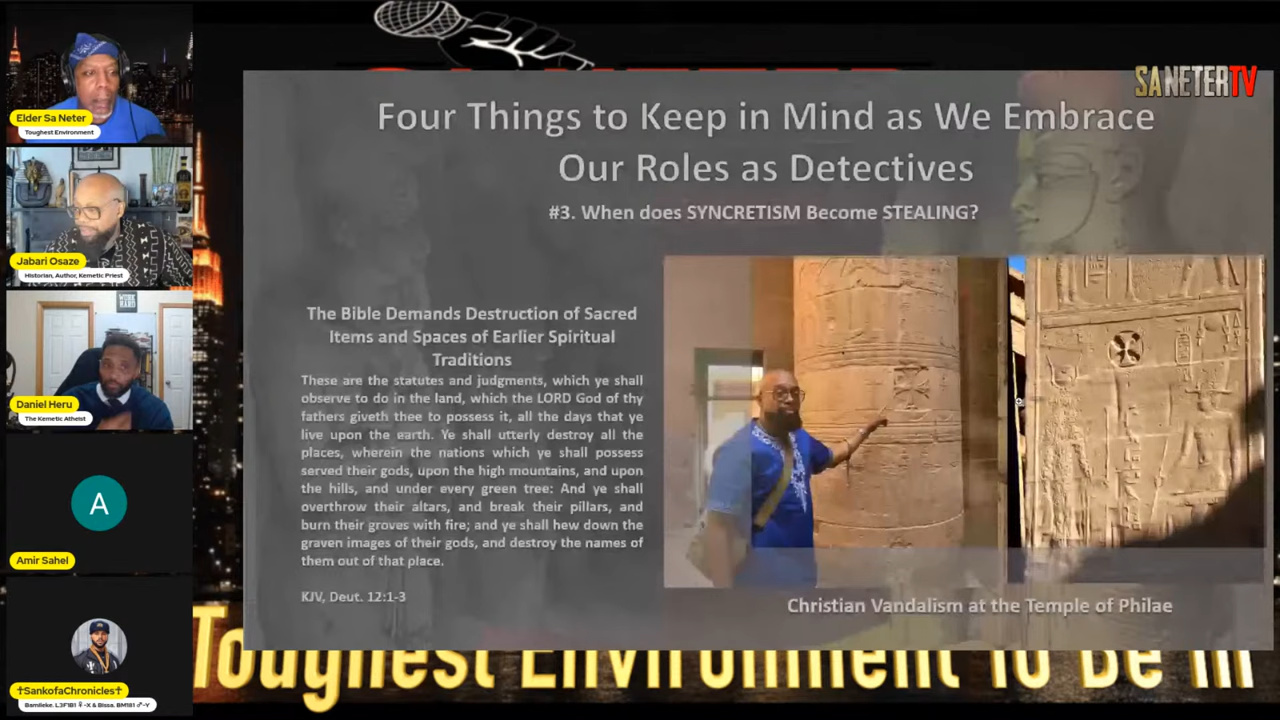 SANETERTV
Four Things to Keep in Mind as We Embrace
Our Roles as Detectives
#3. When does SYNCRETISM Become STEALING?
The Bible Demands Destruction of Sacred
Items and Spaces of Earlier Spiritual
Traditions
These are the statutes and judgments, which ye shall
observe to do in the land, which the LORD God of thy
fathers giveth thee to possess it, all the days that ye
live upon the earth. Ye shall utterly destroy all the
places, wherein the nations which ye shall possess
served their gods, upon the high mountains, and upon
the hills, and under every green tree: And ye shall
overthrow their altars, and break their pillars, and
burn their groves with fire; and ye shall hew down the
graven images of their gods, and destroy the names of
them out of that place.
KJV, Deut. 12:1-3
Christian Vandalism at the Temple of Philae
Elder Sa Neter
Toughest Environment
Jabari Osaze
Historian, Author, Kemetic Priest
WORK
HARD
Daniel Heru
The Kemetic Atheist
A
Amir Sahel
☥SankofaChronicles☥
Bamileke. L3F1B1 ♀-X & Bissa, BM181 ♂-Y
Toughest Environment To Be In